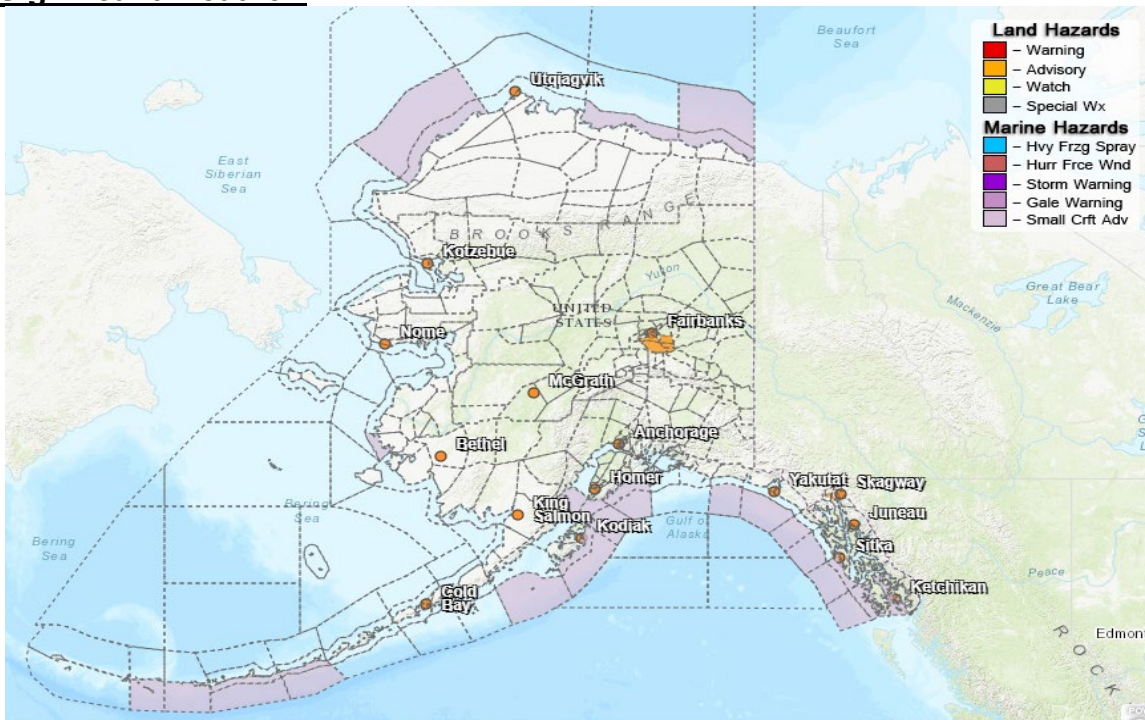 Beaufort
Sea
Land Hazards
– Warning
– Advisory
– Watch
– Special Wx
Marine Hazards
– Hvy Frzg Spray
– Hurr Frce Wnd
– Storm Warning
– Gale Warning
– Small Crft Adv
Utqiagvik
East
Siberian
Sea
BROOKS RANGE
Kotzebue
Yukon
Great Bear
Lake
Mackenzie
UNITED
STATES
Fairbanks
Nome
McGrath
Anchorage
Bethel
Homer
Yakutat
Skagway
King
Salmon
Bering
Sea
Kodiak
Gulf of
Alaska
Juneau
Sitka
Bering
Sea
Peace
Ketchikan
Cold
Bay
Edmont
ROCK